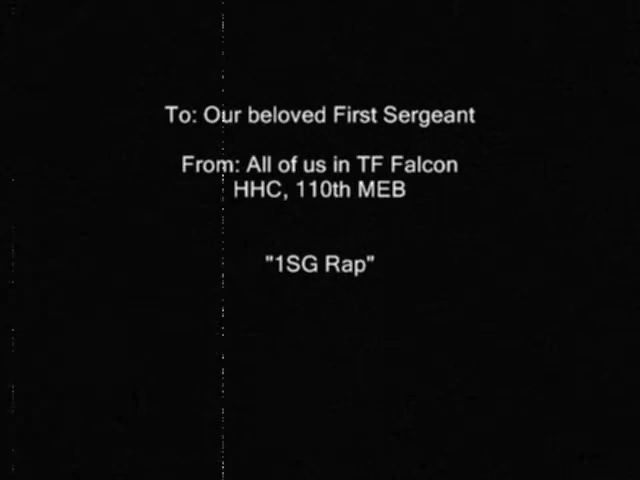 To: Our beloved First Sergeant
From: All of us in TF Falcon
HHC, 110th MEB
"1SG Rap"